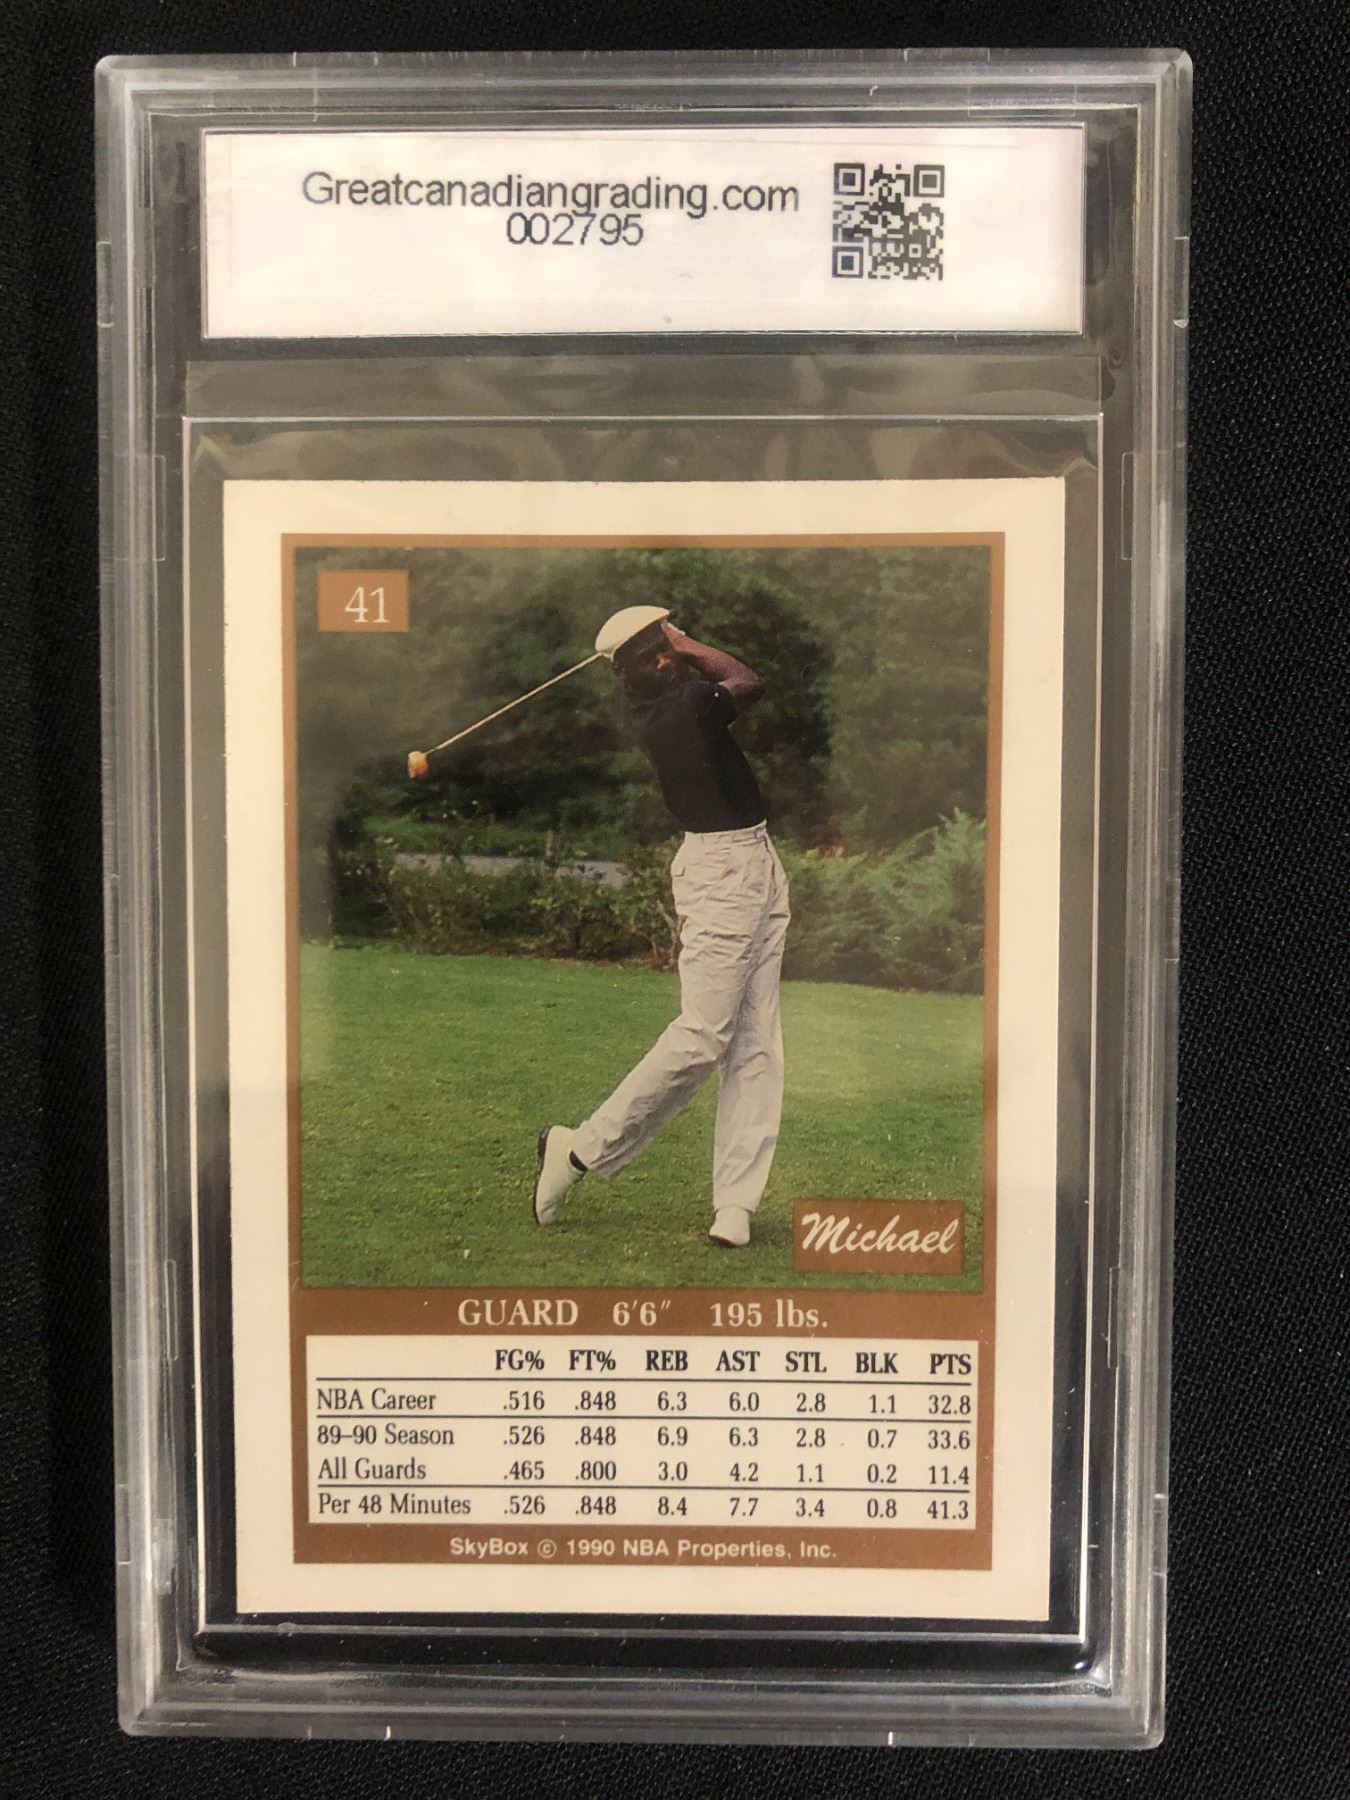 Greatcanadiangrading.com
002795
41
Michael
GUARD 6'6" 195 lbs.
FG% FT% REB AST STL BLK PTS
NBA Career .516 .848 6.3 6.0 2.8 1.1 32.8
89–90 Season .526 .848 6.9 6.3 2.8 0.7 33.6
All Guards .465 .800 3.0 4.2 1.1 0.2 11.4
Per 48 Minutes .526 .848 8.4 7.7 3.4 0.8 41.3
SkyBox © 1990 NBA Properties, Inc.